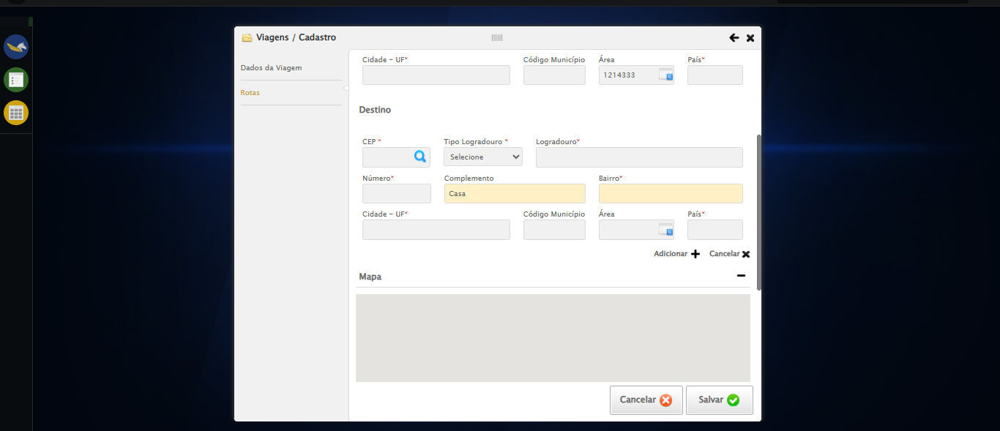 Viagens / Cadastro
Dados da Viagem
Rotas
Cidade - UF* Código Município Área País*
1214333
Destino
CEP * Tipo Logradouro * Logradouro*
Selecione
Número* Complemento Bairro*
Casa
Cidade - UF* Código Município Área País*
Adicionar Cancelar
Mapa
Cancelar Salvar